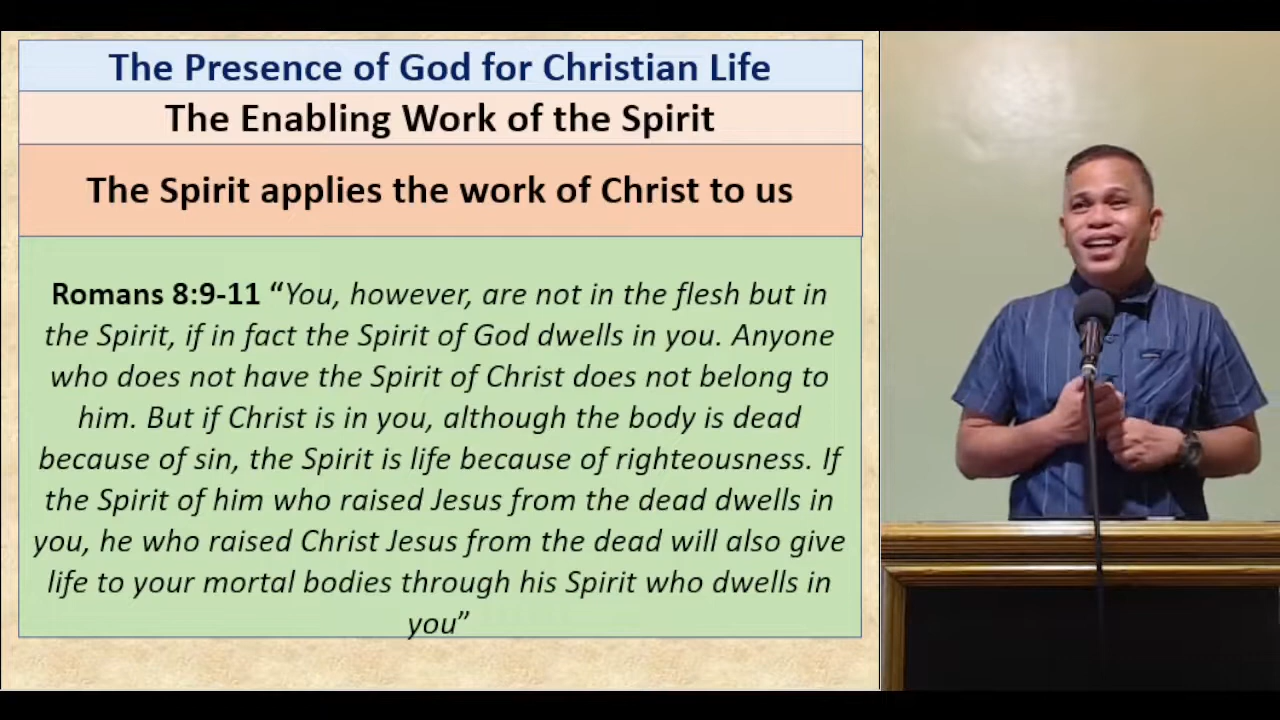 The Presence of God for Christian Life
The Enabling Work of the Spirit
The Spirit applies the work of Christ to us
Romans 8:9-11 “You, however, are not in the flesh but in
the Spirit, if in fact the Spirit of God dwells in you. Anyone
who does not have the Spirit of Christ does not belong to
him. But if Christ is in you, although the body is dead
because of sin, the Spirit is life because of righteousness. If
the Spirit of him who raised Jesus from the dead dwells in
you, he who raised Christ Jesus from the dead will also give
life to your mortal bodies through his Spirit who dwells in
you”